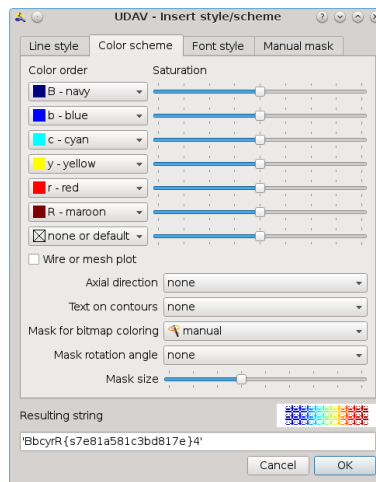 UDAV - Insert style/scheme
Line style Color scheme Font style Manual mask
Color order Saturation
B - navy
b - blue
c - cyan
y - yellow
r - red
R - maroon
none or default
Wire or mesh plot
Axial direction none
Text on contours none
Mask for bitmap coloring manual
Mask rotation angle none
Mask size
Resulting string
'BbcyrR{s7e81a581c3bd817e}4'
Cancel OK